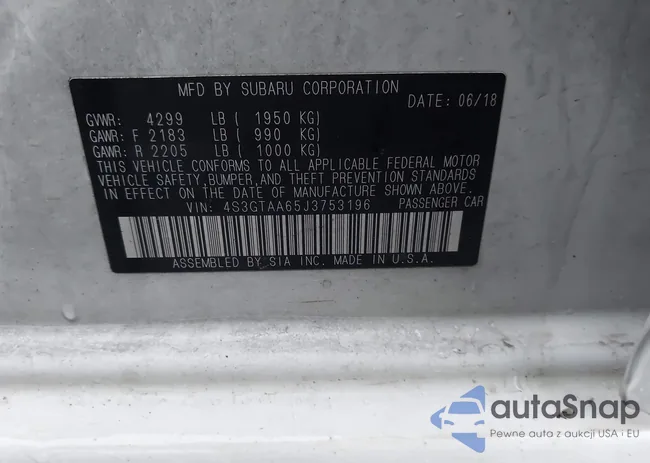 MFD BY SUBARU CORPORATION
DATE: 06/18
GVWR: 4299 LB ( 1950 KG)
GAWR: F 2183 LB ( 990 KG)
GAWR: R 2205 LB ( 1000 KG)
THIS VEHICLE CONFORMS TO ALL APPLICABLE FEDERAL MOTOR
VEHICLE SAFETY, BUMPER, AND THEFT PREVENTION STANDARDS
IN EFFECT ON THE DATE OF MANUFACTURE SHOWN ABOVE.
VIN: 4S3GTAA65J3753196 PASSENGER CAR
ASSEMBLED BY SIA INC. MADE IN U.S.A.
autoSnap
Pewne auta z aukcji USA i EU